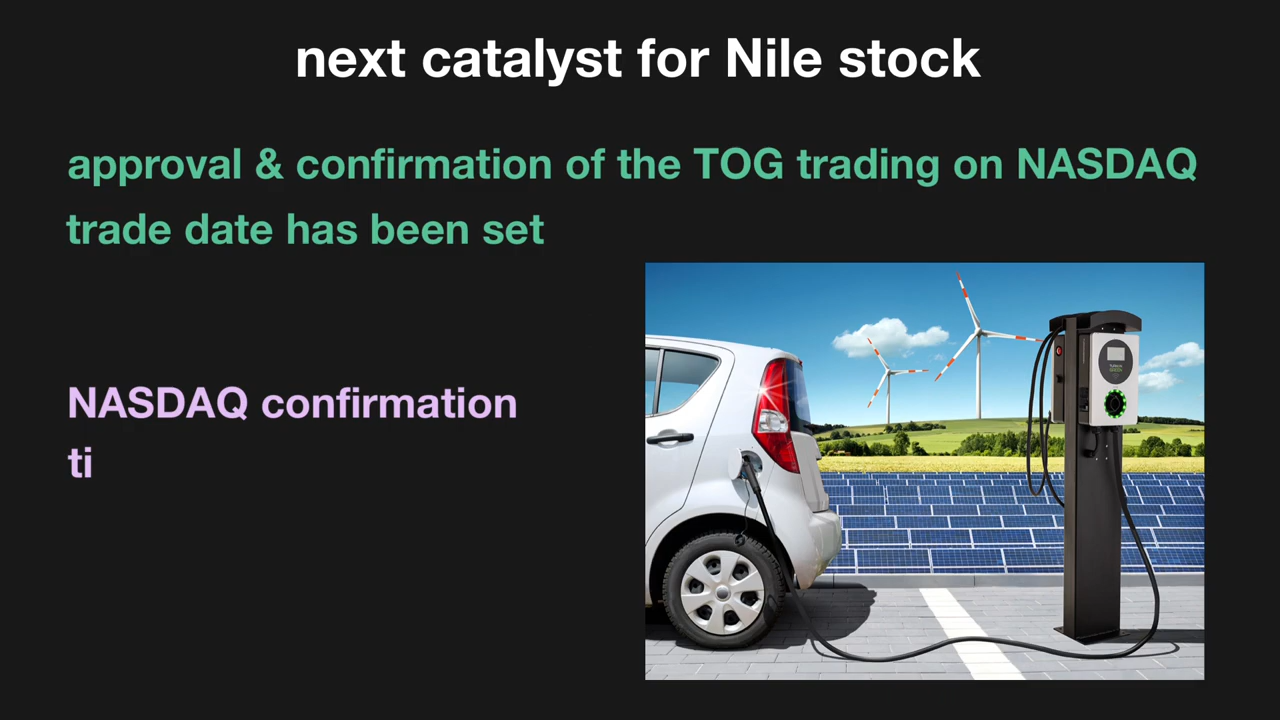 next catalyst for Nile stock
approval & confirmation of the TOG trading on NASDAQ
trade date has been set
NASDAQ confirmation
ti